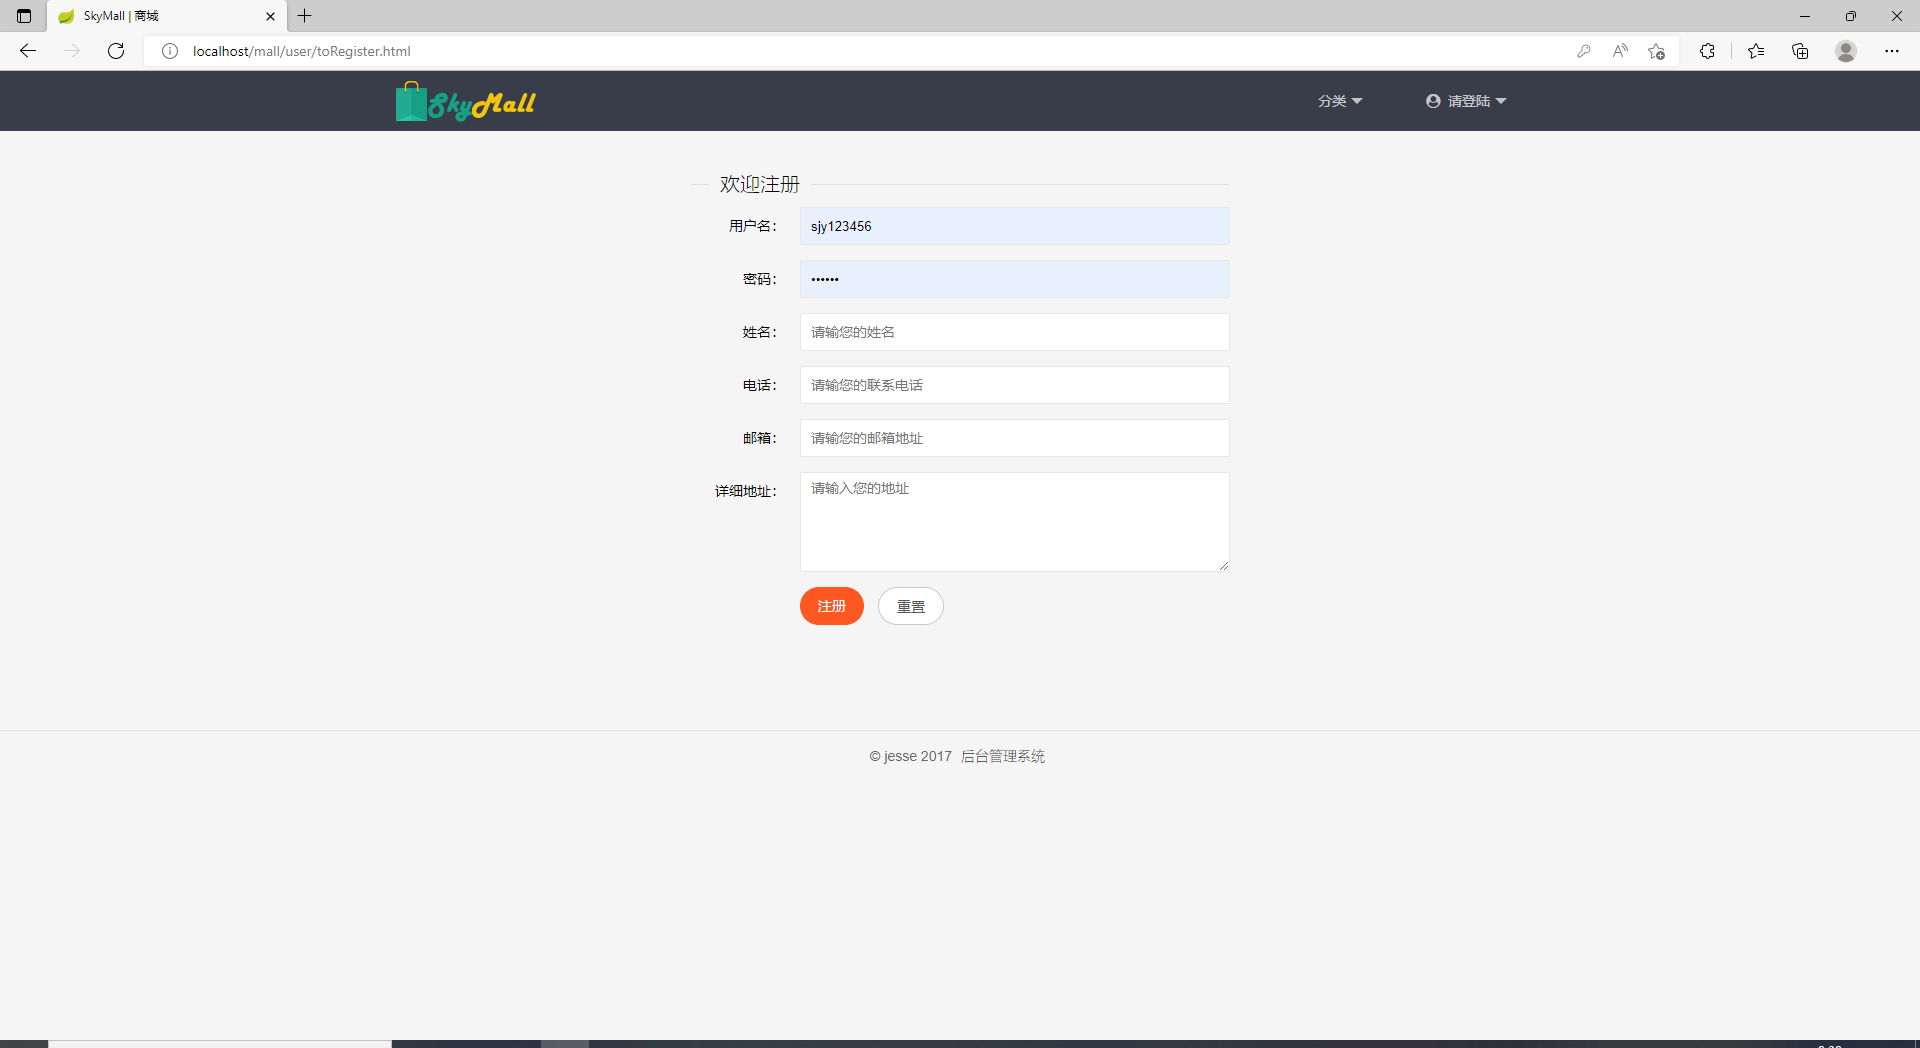 SkyMall | 商城
localhost/mall/user/toRegister.html
SkyMall
分类
请登陆
欢迎注册
用户名：
sjy123456
密码：
••••••
姓名：
请输您的姓名
电话：
请输您的联系电话
邮箱：
请输您的邮箱地址
详细地址：
请输入您的地址
注册
重置
© jesse 2017 后台管理系统